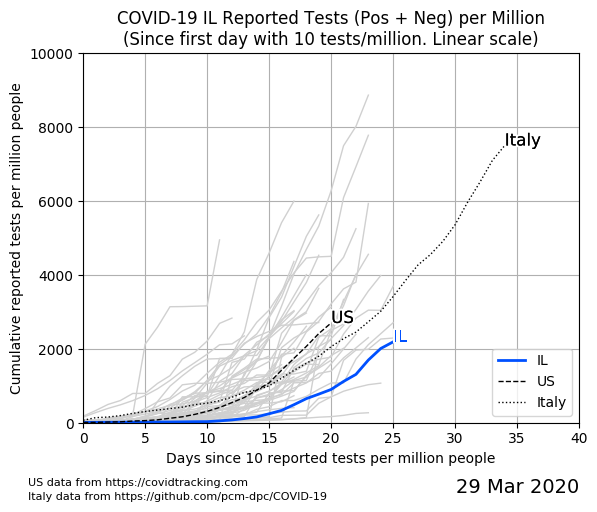 COVID-19 IL Reported Tests (Pos + Neg) per Million
(Since first day with 10 tests/million. Linear scale)
Cumulative reported tests per million people
10000
8000
6000
4000
2000
0
Italy
US
IL
IL
US
Italy
0 5 10 15 20 25 30 35 40
Days since 10 reported tests per million people
US data from https://covidtracking.com
Italy data from https://github.com/pcm-dpc/COVID-19
29 Mar 2020